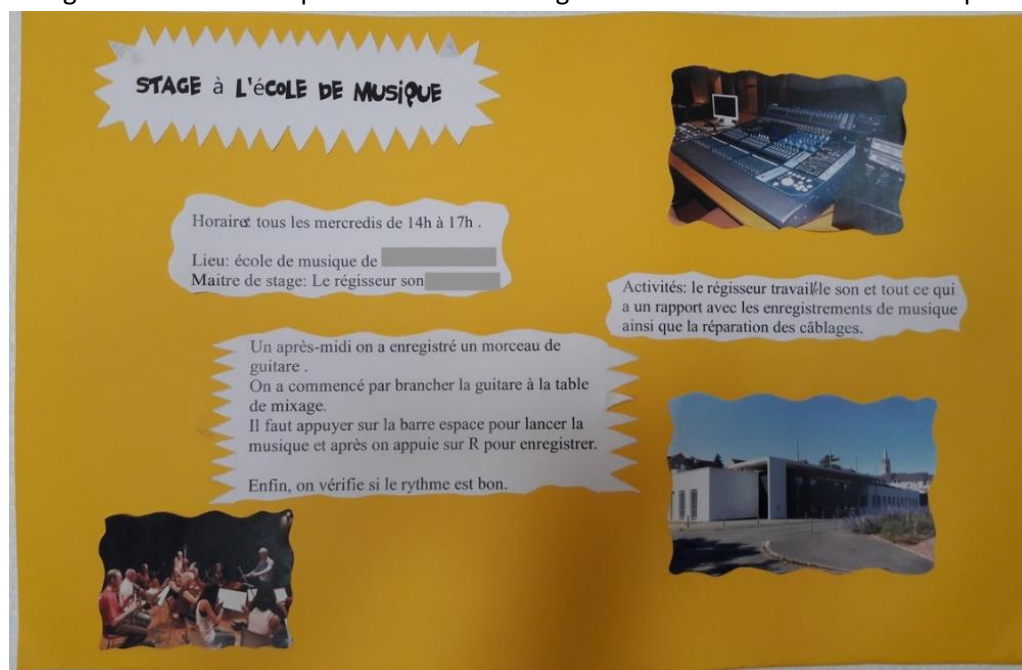 STAGE à L'éCOLE DE MUSiQUE
Horaires: tous les mercredis de 14h à 17h .
Lieu: école de musique de
Maitre de stage: Le régisseur son
Activités: le régisseur travaille le son et tout ce qui
a un rapport avec les enregistrements de musique
ainsi que la réparation des câblages.
Un après-midi on a enregistré un morceau de
guitare .
On a commencé par brancher la guitare à la table
de mixage.
Il faut appuyer sur la barre espace pour lancer la
musique et après on appuie sur R pour enregistrer.
Enfin, on vérifie si le rythme est bon.